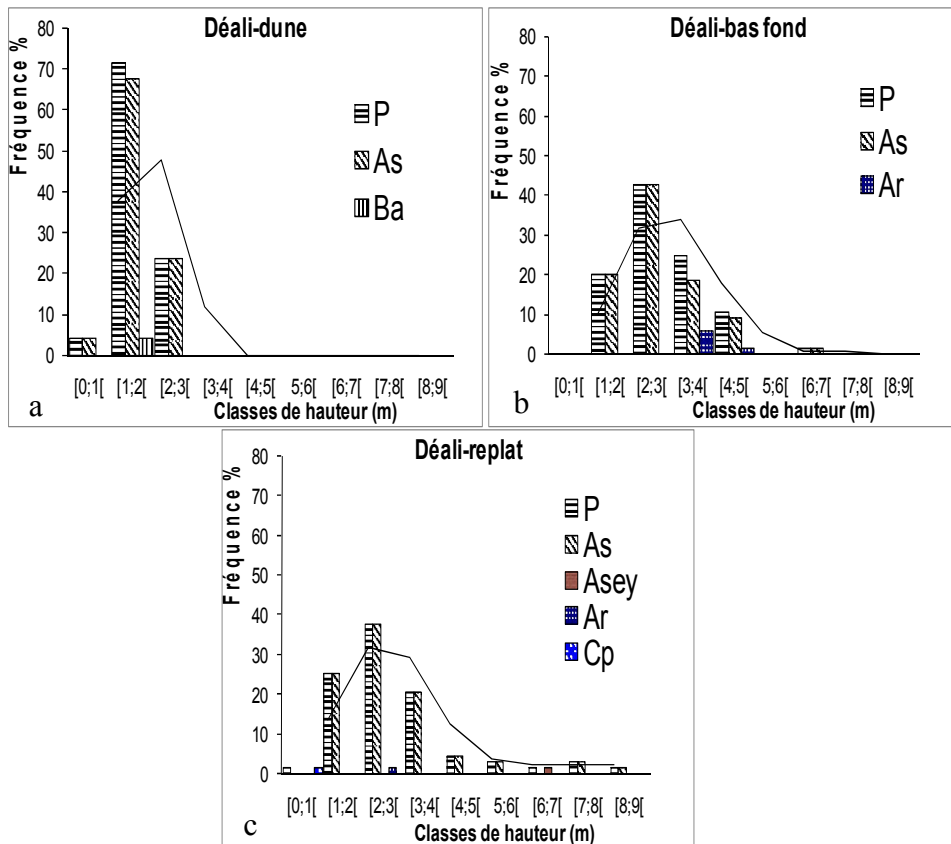 Déali-dune
Fréquence %
80
70
60
50
40
30
20
10
0
P
As
Ba
[0;1[ [1;2[ [2;3[ [3;4[ [4;5[ 5;6[ [6;7[ [7;8[ [8;9[
Classes de hauteur (m)
a
Déali-bas fond
Fréquence %
80
70
60
50
40
30
20
10
0
P
As
Ar
[0;1[ [1;2[ [2;3[ [3;4[ [4;5[ 5;6[ [6;7[ [7;8[ [8;9[
Classes de hauteur (m)
b
Déali-replat
Fréquence %
80
70
60
50
40
30
20
10
0
P
As
Asey
Ar
Cp
[0;1[ [1;2[ [2;3[ [3;4[ [4;5[ 5;6[ [6;7[ [7;8[ [8;9[
Classes de hauteur (m)
c